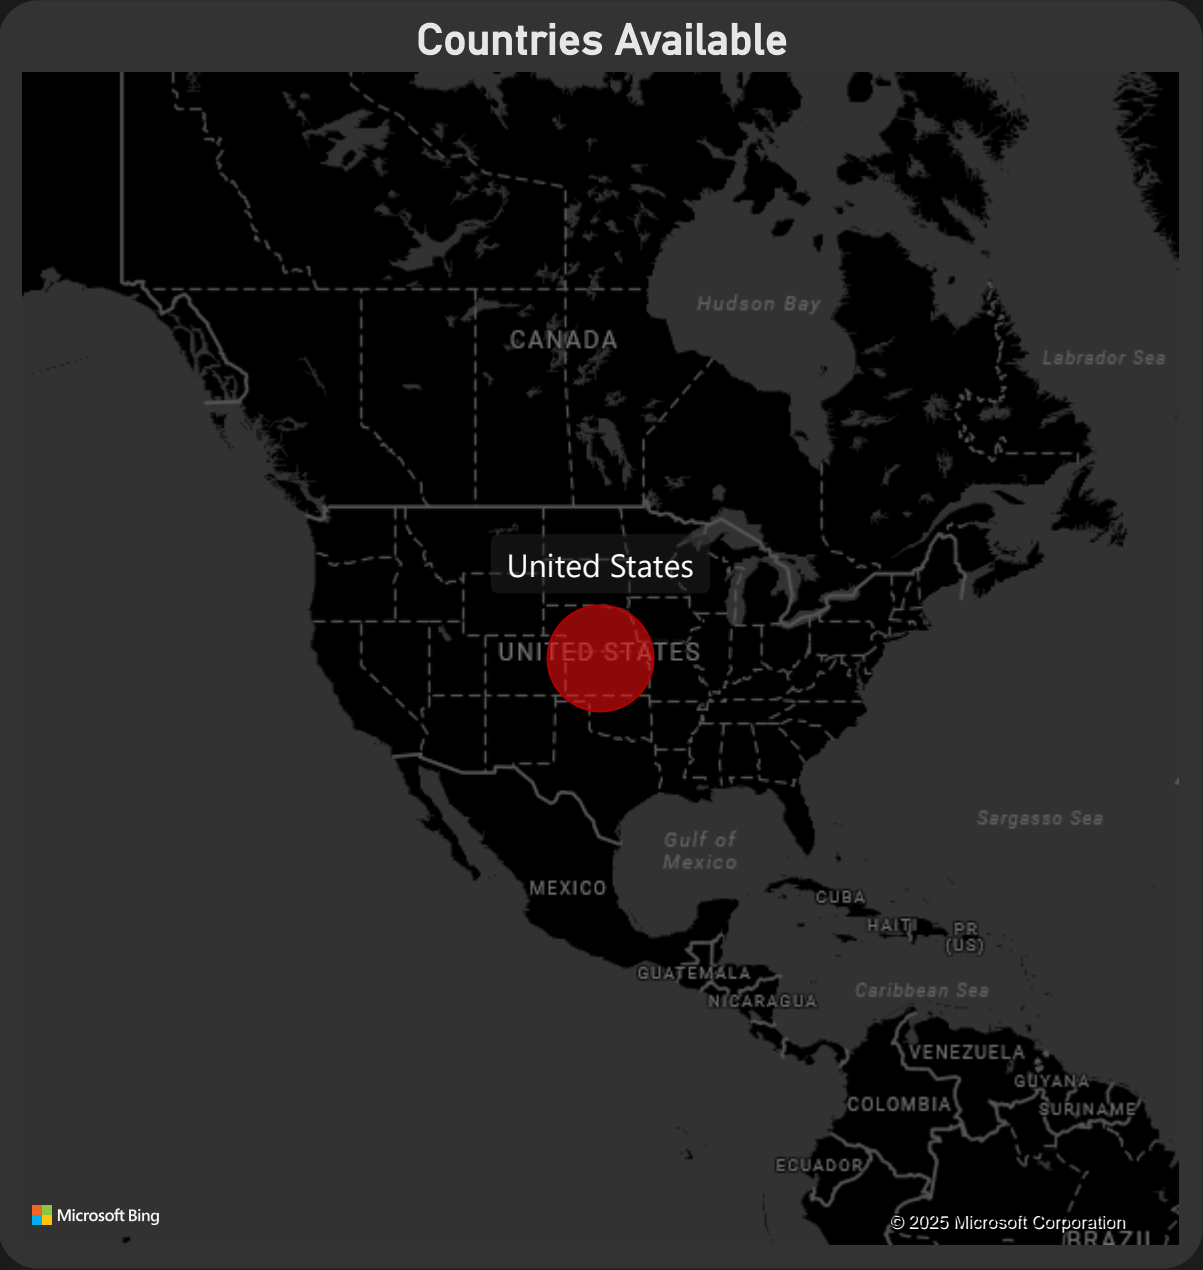 Countries Available
Hudson Bay
CANADA
Labrador Sea
United States
UNITED STATES
Sargasso Sea
Gulf of
Mexico
MEXICO
CUBA
HAITI
PR
(US)
GUATEMALA
Caribbean Sea
NICARAGUA
VENEZUELA
GUYANA
COLOMBIA
SURINAME
ECUADOR
Microsoft Bing
© 2025 Microsoft Corporation
BRAZIL